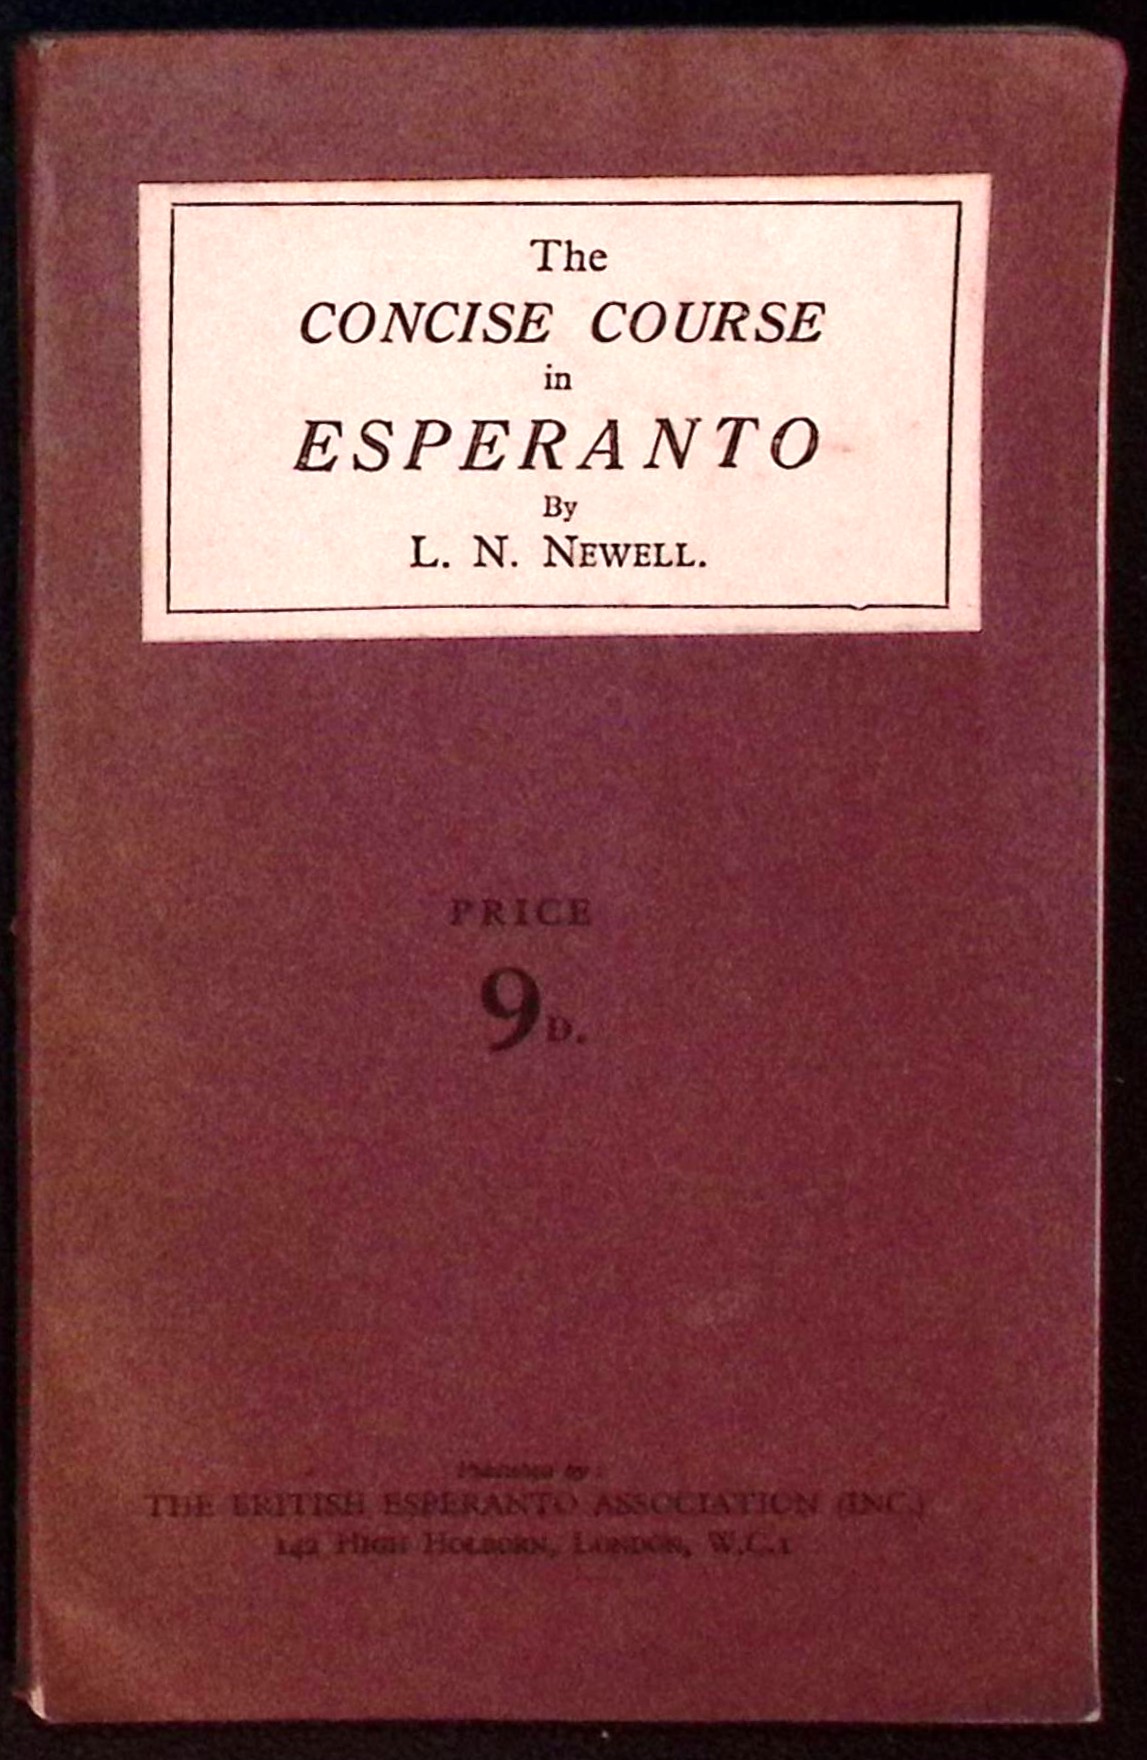 The
CONCISE COURSE
in
ESPERANTO
By
L. N. NEWELL.
PRICE
9D.
Published by:
THE BRITISH ESPERANTO ASSOCIATION (INC.)
142 HIGH HOLBORN, LONDON, W.C.1